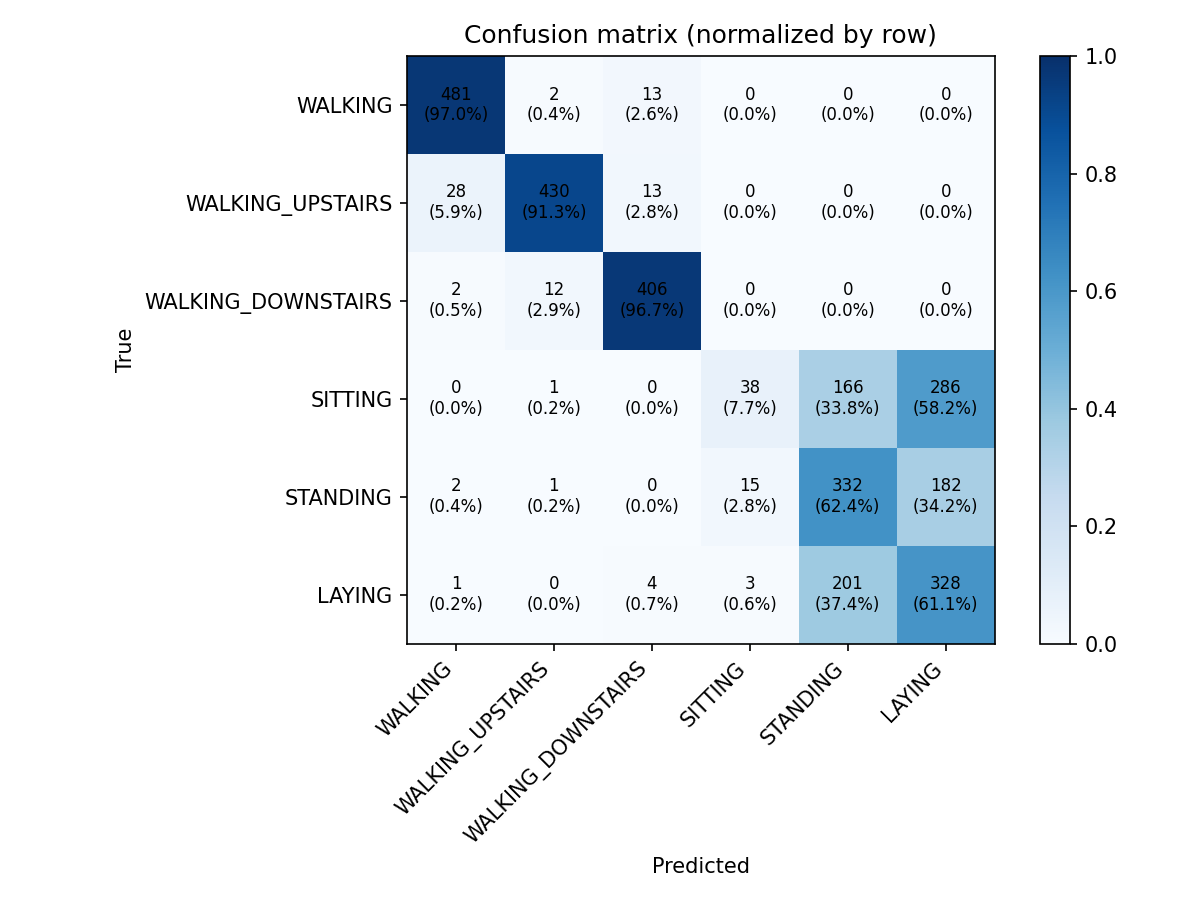 Confusion matrix (normalized by row)
True
WALKING
481 2 13 0 0 0
(97.0%) (0.4%) (2.6%) (0.0%) (0.0%) (0.0%)
WALKING_UPSTAIRS
28 430 13 0 0 0
(5.9%) (91.3%) (2.8%) (0.0%) (0.0%) (0.0%)
WALKING_DOWNSTAIRS
2 12 406 0 0 0
(0.5%) (2.9%) (96.7%) (0.0%) (0.0%) (0.0%)
SITTING
0 1 0 38 166 286
(0.0%) (0.2%) (0.0%) (7.7%) (33.8%) (58.2%)
STANDING
2 1 0 15 332 182
(0.4%) (0.2%) (0.0%) (2.8%) (62.4%) (34.2%)
LAYING
1 0 4 3 201 328
(0.2%) (0.0%) (0.7%) (0.6%) (37.4%) (61.1%)
WALKING
WALKING_UPSTAIRS
WALKING_DOWNSTAIRS
SITTING
STANDING
LAYING
Predicted
1.0
0.8
0.6
0.4
0.2
0.0